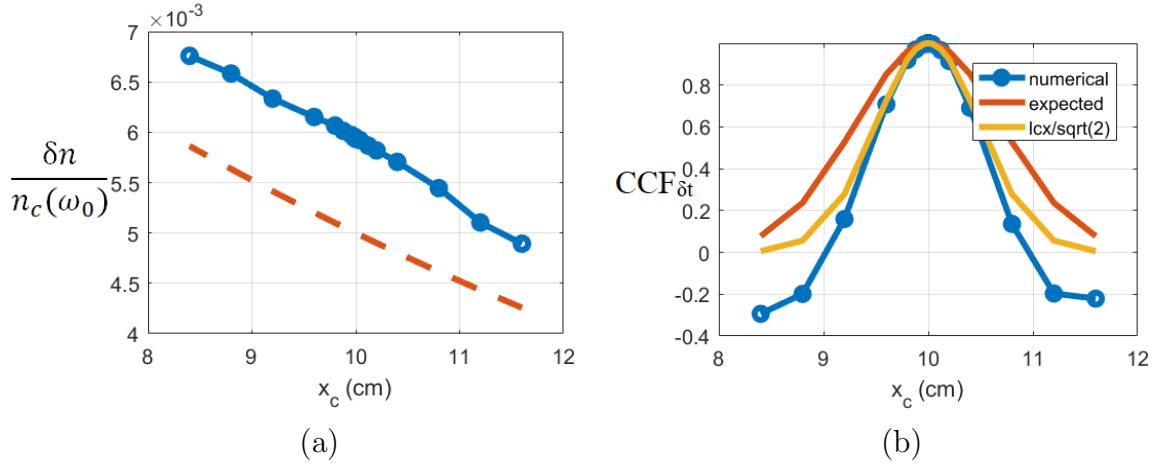 ×10⁻³
7
6.5
6
5.5
5
4.5
4
δn
n_c(ω₀)
8 9 10 11 12
x_c (cm)
(a)
0.8
0.6
0.4
0.2
0
-0.2
-0.4
CCF_δt
numerical
expected
lcx/sqrt(2)
8 9 10 11 12
x_c (cm)
(b)